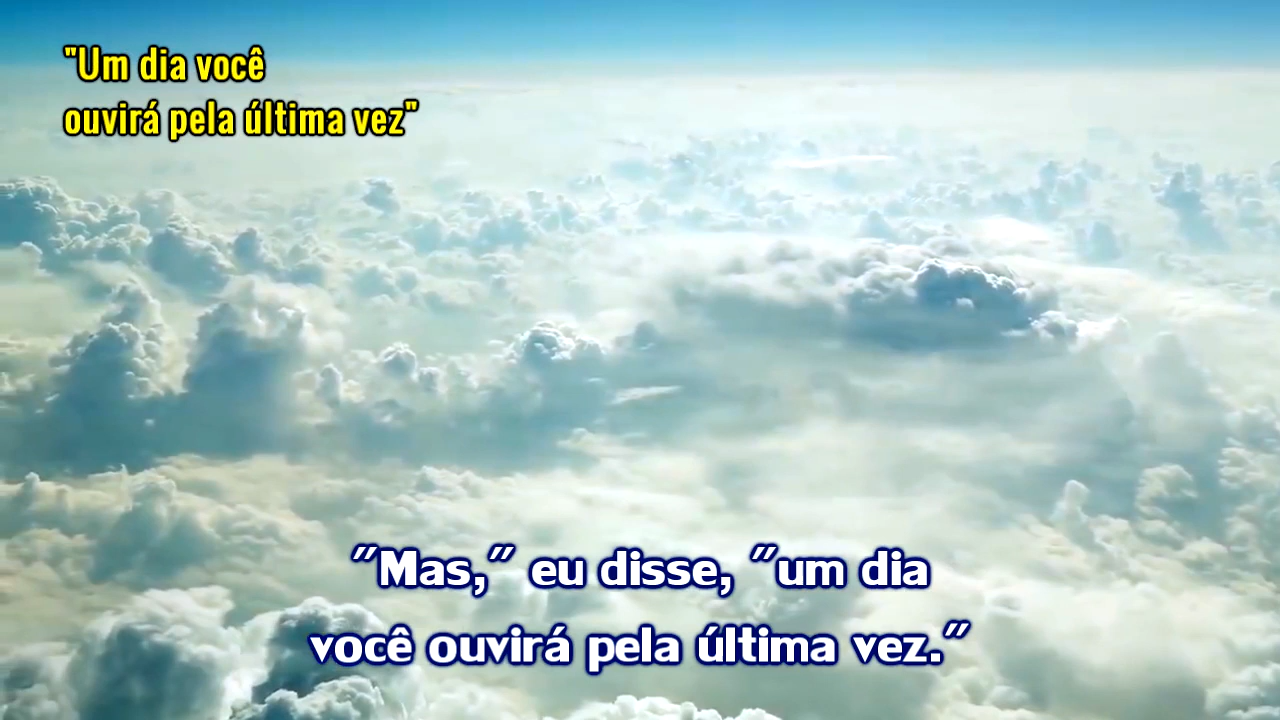 "Um dia você
ouvirá pela última vez"
"Mas," eu disse, "um dia
você ouvirá pela última vez."